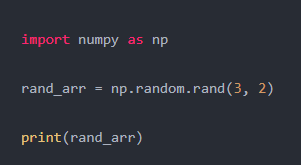 import numpy as np
rand_arr = np.random.rand(3, 2)
print(rand_arr)